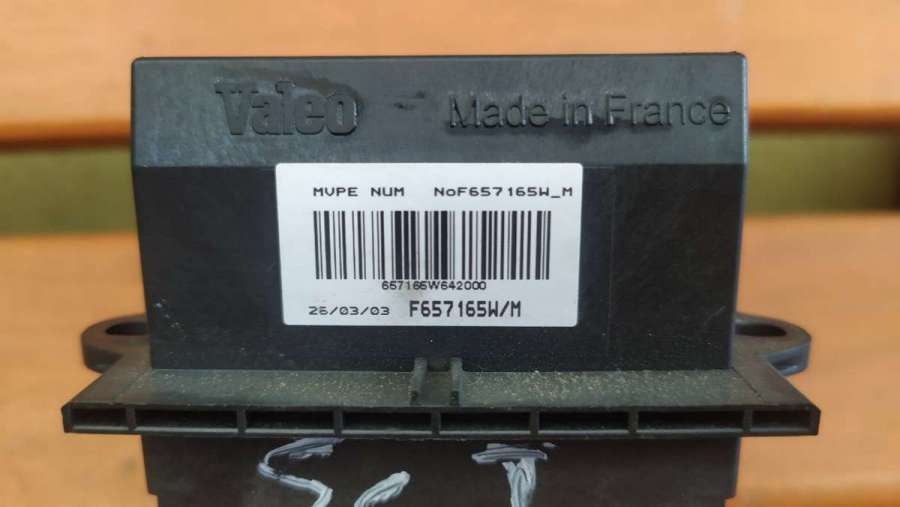 Valeo Made in France
MVPE NUM NoF657165W_M
657165W642000
26/03/03 F657165W/M